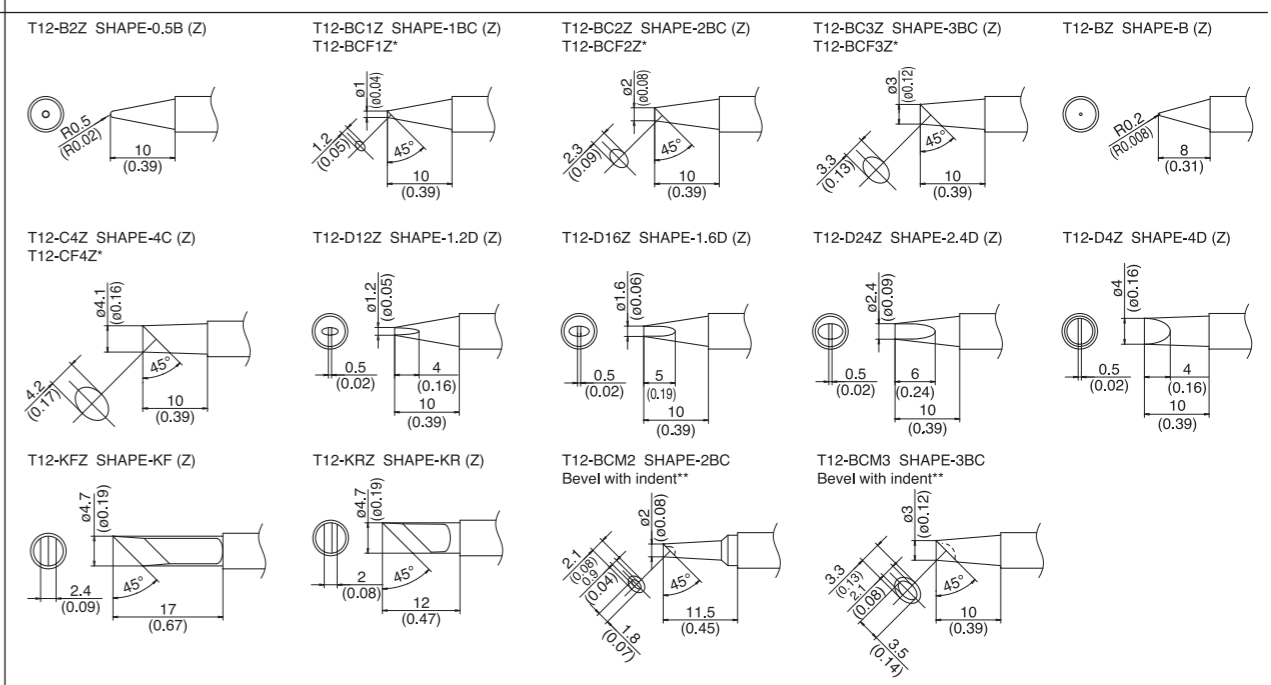 T12-B2Z SHAPE-0.5B (Z)
R0.5
(R0.02)
10
(0.39)
T12-BC1Z SHAPE-1BC (Z)
T12-BCF1Z*
ø1
(ø0.04)
1.2
(0.05)
45°
10
(0.39)
T12-BC2Z SHAPE-2BC (Z)
T12-BCF2Z*
ø2
(ø0.08)
2.3
(0.09)
45°
10
(0.39)
T12-BC3Z SHAPE-3BC (Z)
T12-BCF3Z*
ø3
(ø0.12)
3.3
(0.13)
45°
10
(0.39)
T12-BZ SHAPE-B (Z)
R0.2
(R0.008)
8
(0.31)
T12-C4Z SHAPE-4C (Z)
T12-CF4Z*
ø4.1
(ø0.16)
4.2
(0.17)
45°
10
(0.39)
T12-D12Z SHAPE-1.2D (Z)
ø1.2
(ø0.05)
0.5
(0.02)
4
(0.16)
10
(0.39)
T12-D16Z SHAPE-1.6D (Z)
ø1.6
(ø0.06)
0.5
(0.02)
5
(0.19)
10
(0.39)
T12-D24Z SHAPE-2.4D (Z)
ø2.4
(ø0.09)
0.5
(0.02)
6
(0.24)
10
(0.39)
T12-D4Z SHAPE-4D (Z)
ø4
(ø0.16)
0.5
(0.02)
4
(0.16)
10
(0.39)
T12-KFZ SHAPE-KF (Z)
ø4.7
(ø0.19)
2.4
(0.09)
45°
17
(0.67)
T12-KRZ SHAPE-KR (Z)
ø4.7
(ø0.19)
2
(0.08)
45°
12
(0.47)
T12-BCM2 SHAPE-2BC
Bevel with indent**
ø2
(ø0.08)
2.1
(0.08)
0.9
(0.04)
45°
11.5
(0.45)
1.8
(0.07)
T12-BCM3 SHAPE-3BC
Bevel with indent**
ø3
(ø0.12)
3.3
(0.13)
2.1
(0.08)
45°
10
(0.39)
3.5
(0.14)